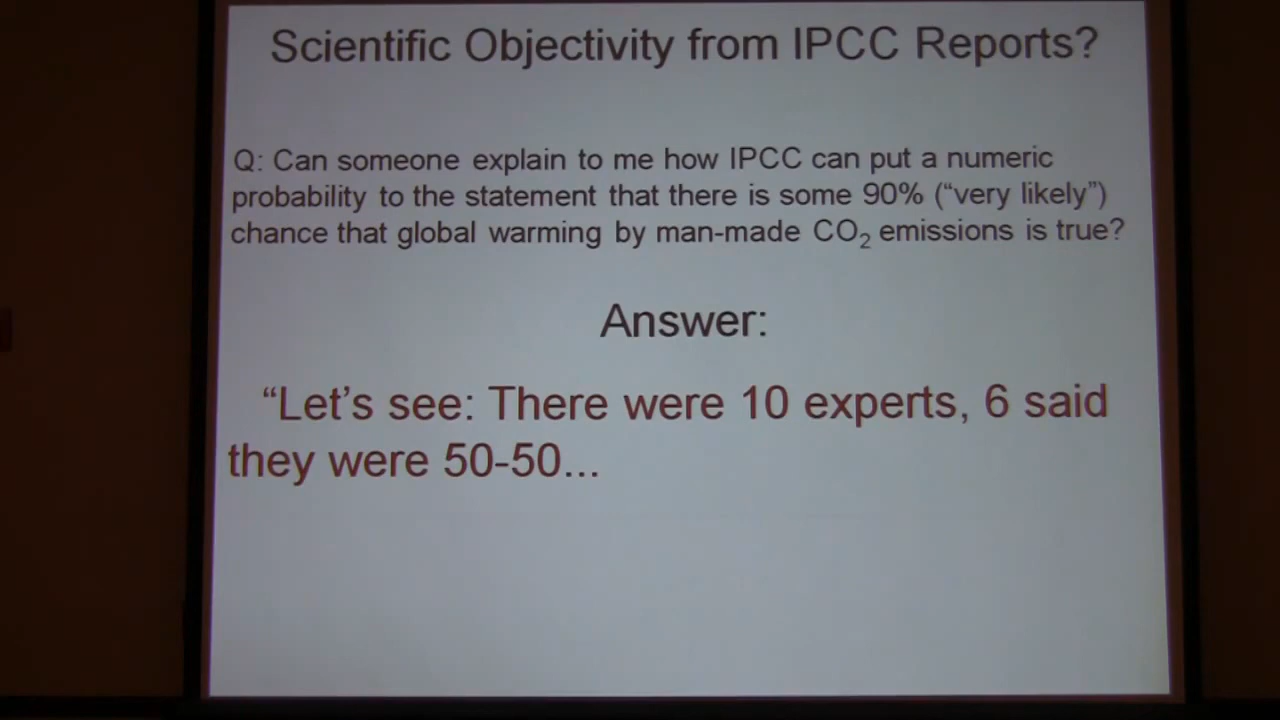 Scientific Objectivity from IPCC Reports?
Q: Can someone explain to me how IPCC can put a numeric
probability to the statement that there is some 90% (“very likely”)
chance that global warming by man-made CO₂ emissions is true?
Answer:
“Let’s see: There were 10 experts, 6 said
they were 50-50...